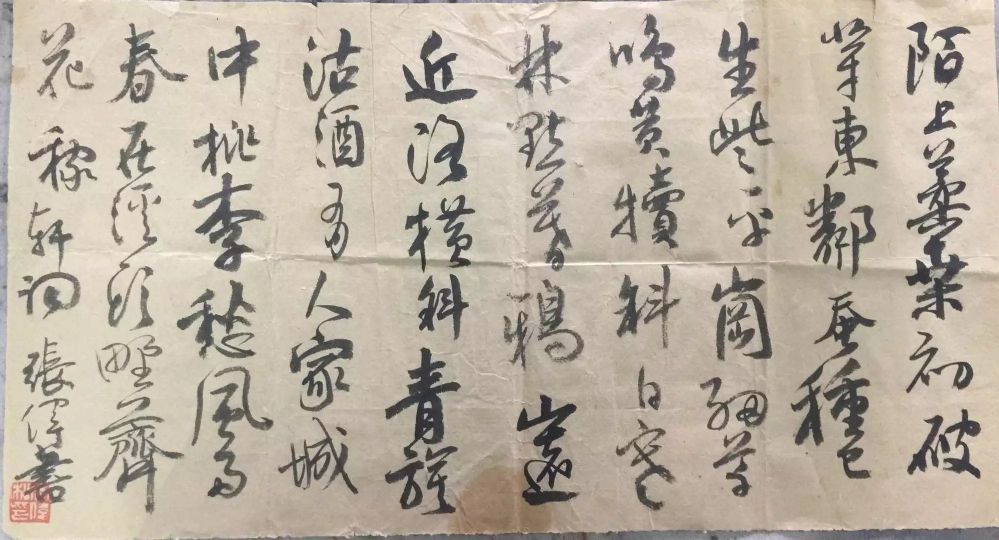 陌上柔桑初破
芽東鄰蚕種已
生些平崗細草
鳴黄犢斜日寒
林點暮鴉山遠
近路横斜青旗
沽酒有人家城
中桃李愁風雨
春在溪頭野薺
花稼軒詞張書